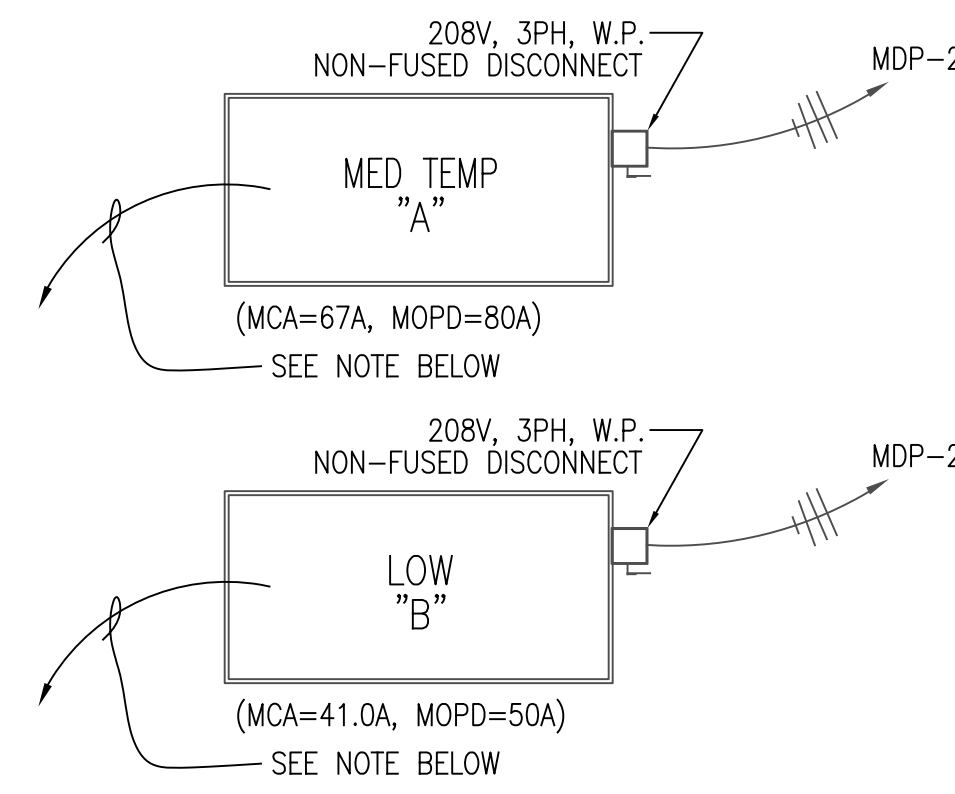 208V, 3PH, W.P.
NON-FUSED DISCONNECT
MDP-2
MED TEMP
"A"
(MCA=67A, MOPD=80A)
SEE NOTE BELOW
208V, 3PH, W.P.
NON-FUSED DISCONNECT
MDP-2
LOW
"B"
(MCA=41.0A, MOPD=50A)
SEE NOTE BELOW